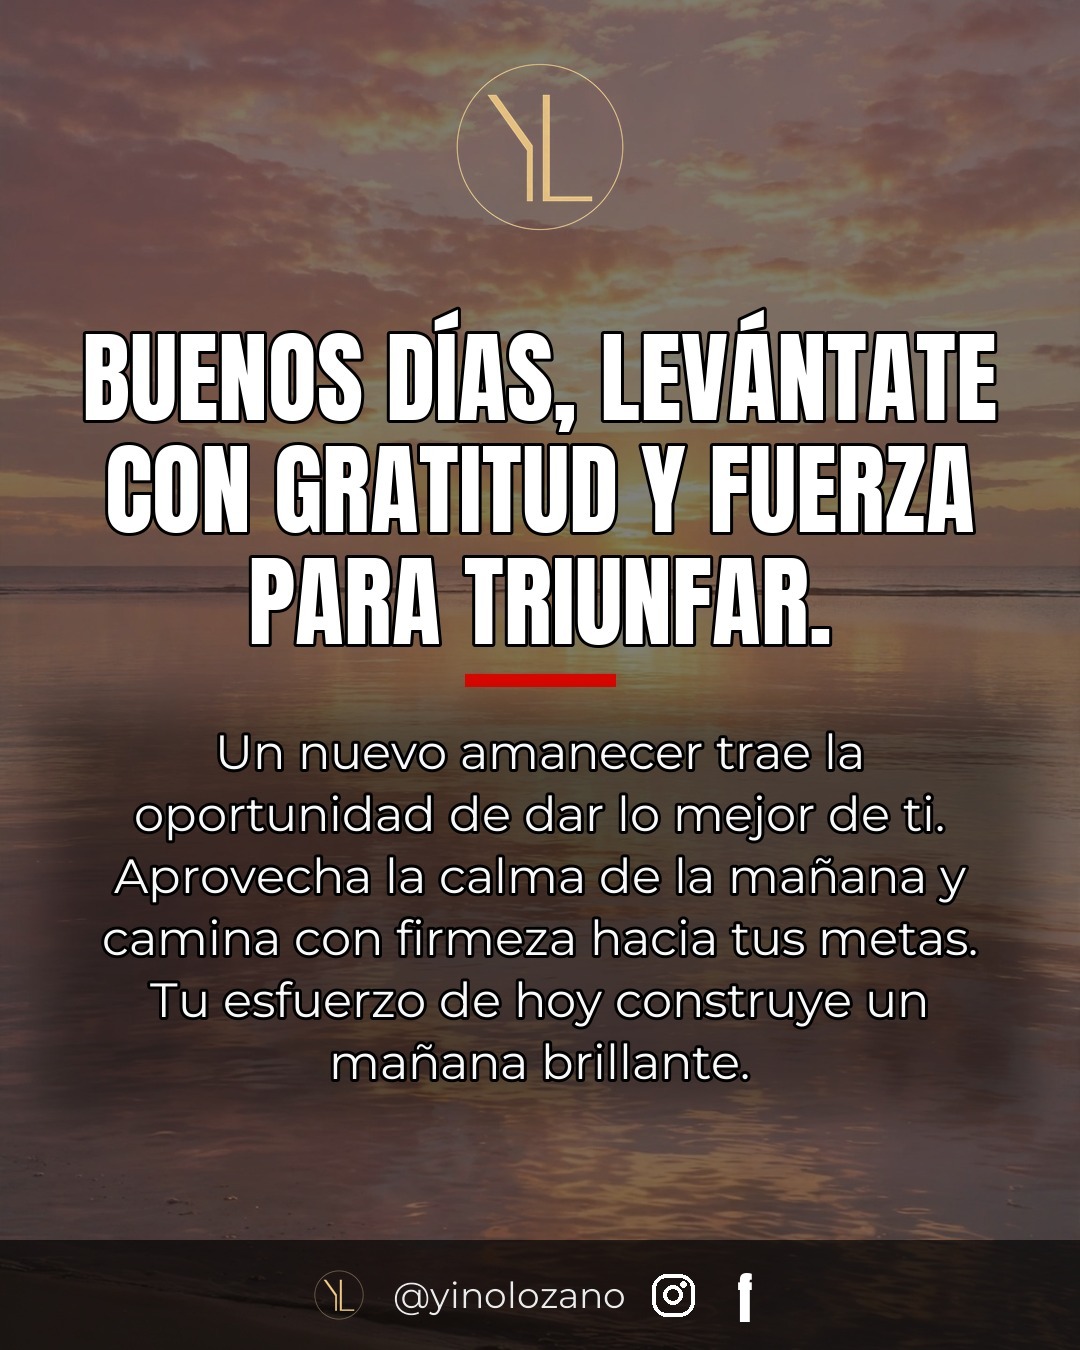 YL
BUENOS DÍAS, LEVÁNTATE
CON GRATITUD Y FUERZA
PARA TRIUNFAR.
Un nuevo amanecer trae la
oportunidad de dar lo mejor de ti.
Aprovecha la calma de la mañana y
camina con firmeza hacia tus metas.
Tu esfuerzo de hoy construye un
mañana brillante.
YL @yinolozano f